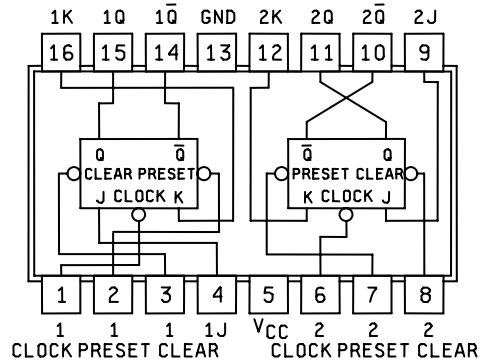 1K 1Q 1Q̅ GND 2K 2Q 2Q̅ 2J
16 15 14 13 12 11 10 9
Q Q̅ Q̅ Q
CLEAR PRESET PRESET CLEAR
J CLOCK K K CLOCK J
1 2 3 4 5 6 7 8
1 1 1 1J VCC 2 2 2
CLOCK PRESET CLEAR CLOCK PRESET CLEAR